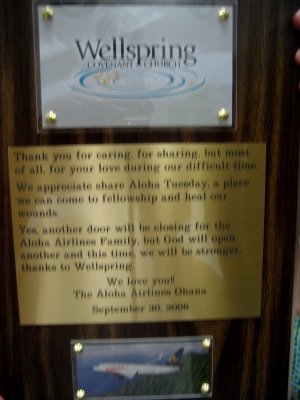 Wellspring
COVENANT CHURCH
Thank you for caring, for sharing, but most
of all, for your love during our difficult time.
We appreciate share Aloha Tuesday, a place
we can come to fellowship and heal our
wounds.
Yes, another door will be closing for the
Aloha Airlines Family, but God will open
another and this time, we will be stronger,
thanks to Wellspring.
We love you!!
The Aloha Airlines Ohana
September 30, 2008